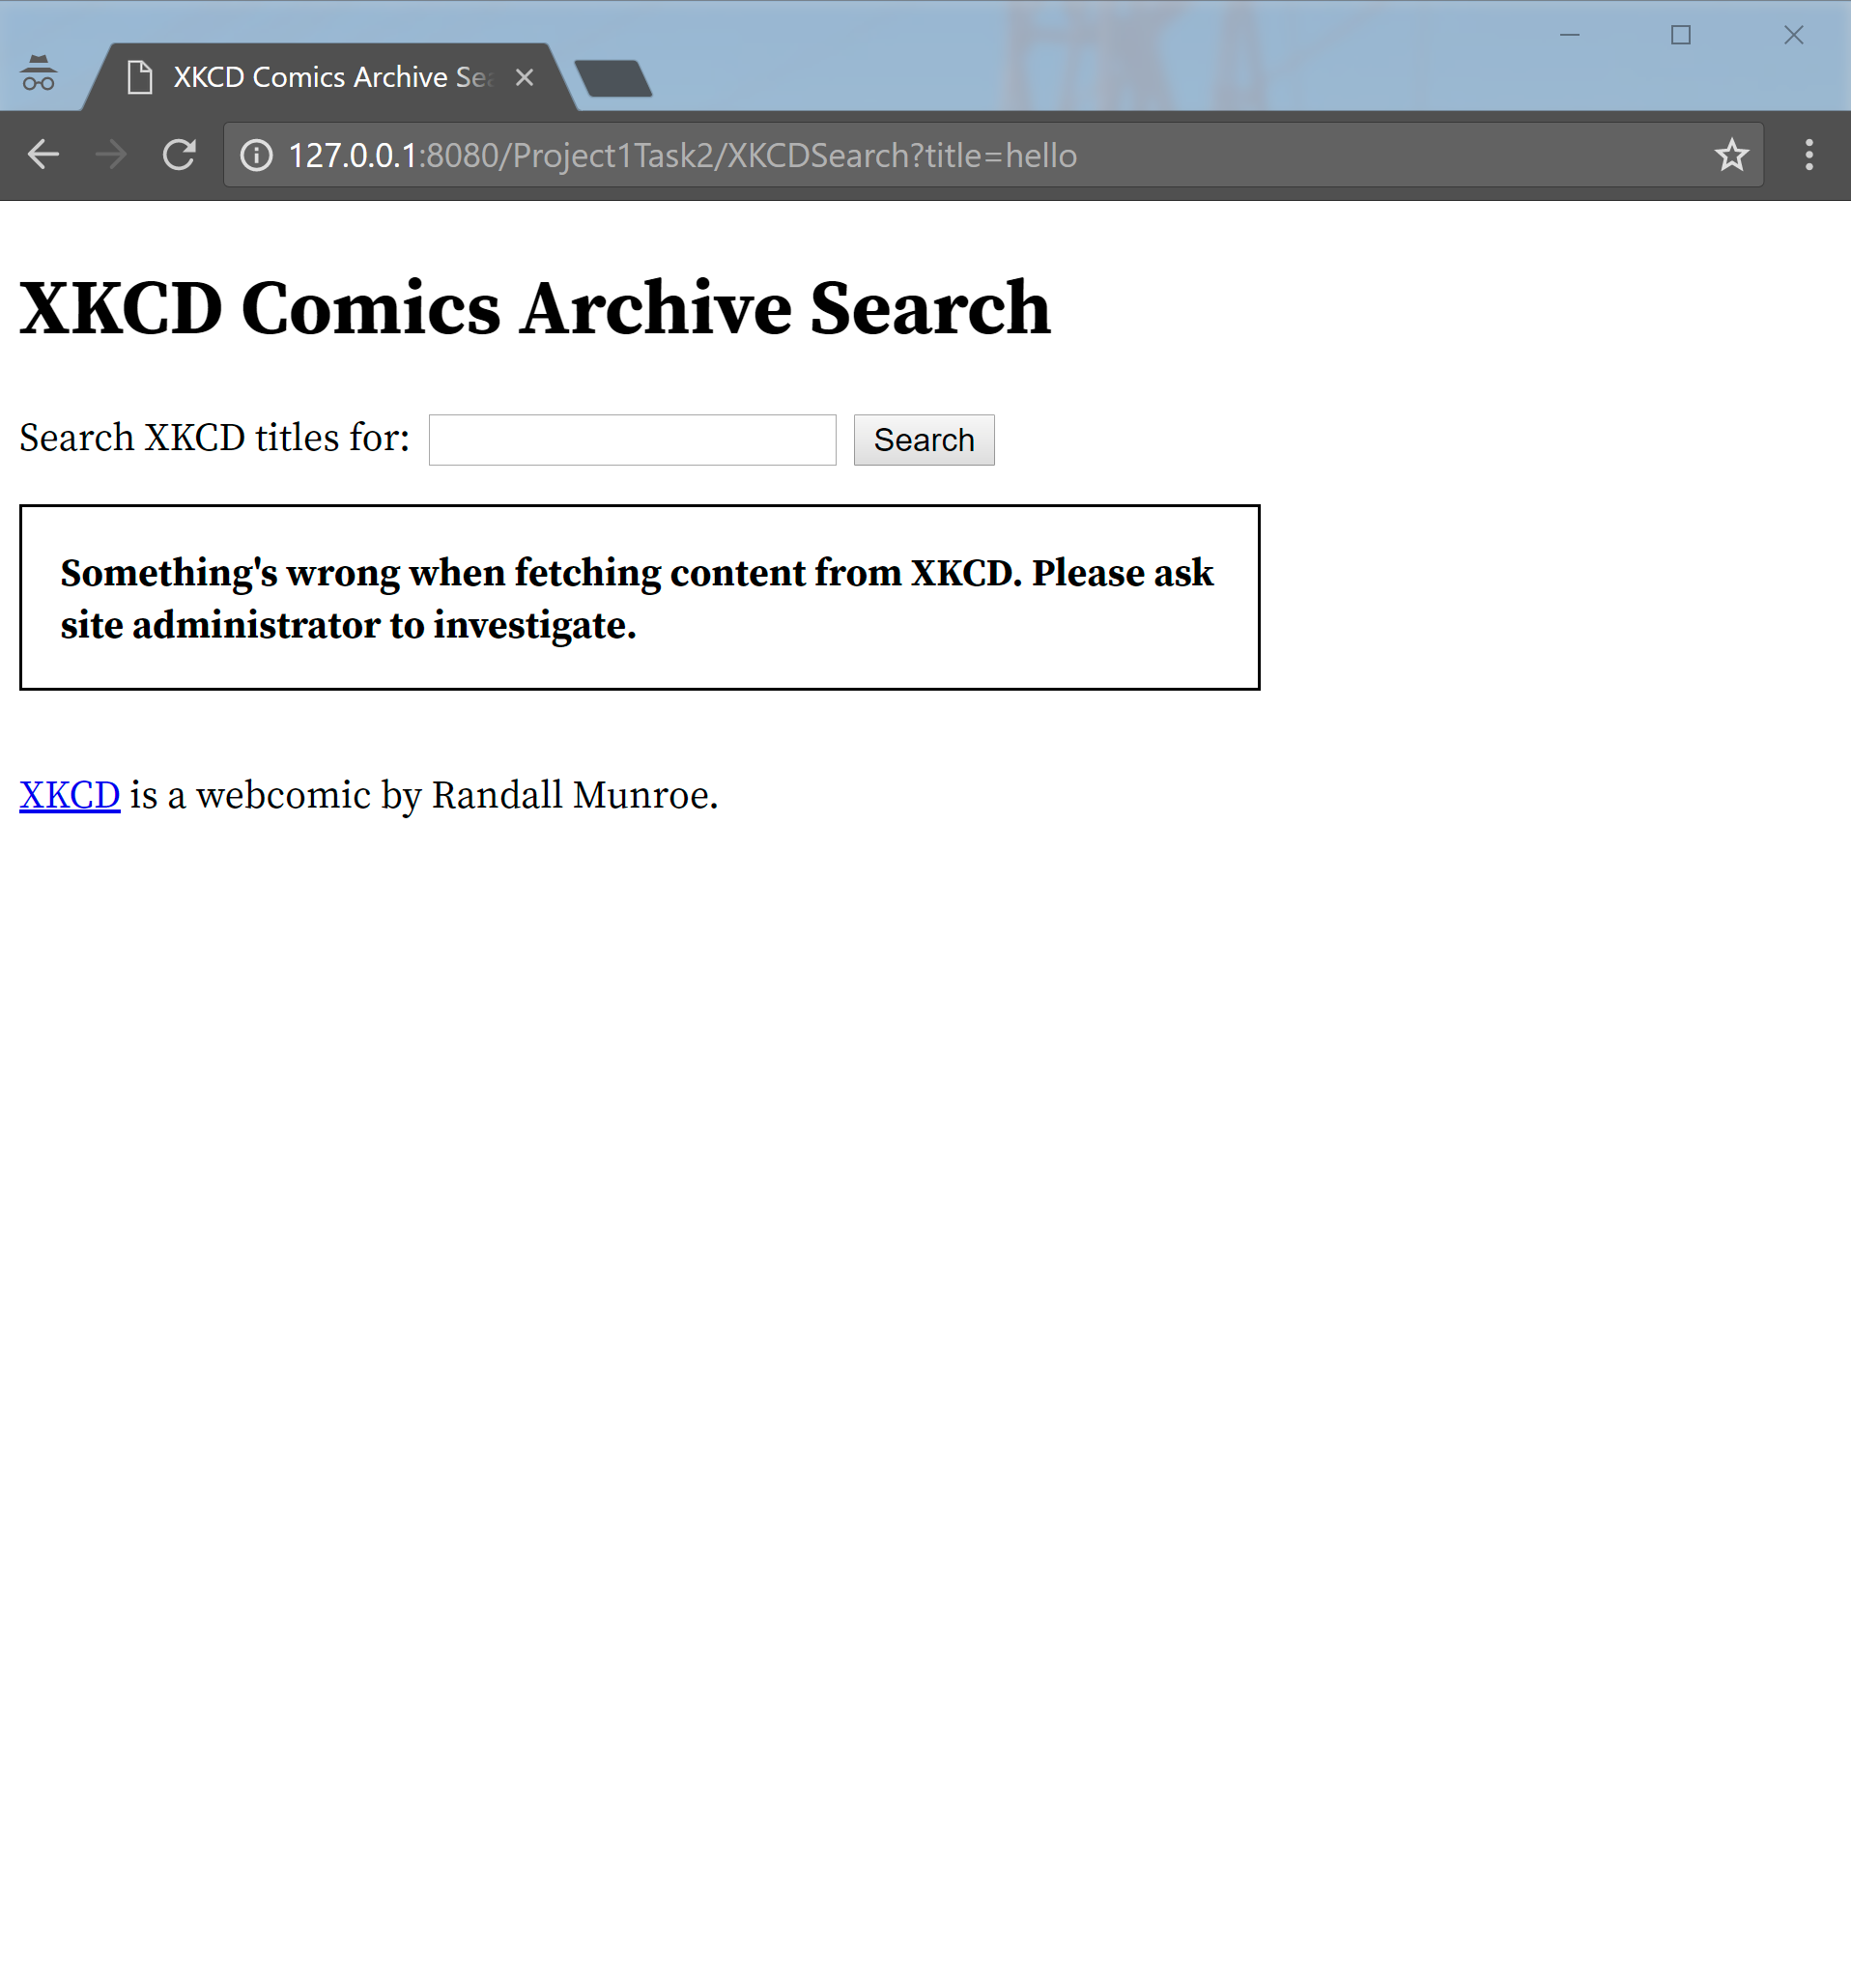 XKCD Comics Archive Se
127.0.0.1:8080/Project1Task2/XKCDSearch?title=hello
XKCD Comics Archive Search
Search XKCD titles for: Search
Something's wrong when fetching content from XKCD. Please ask
site administrator to investigate.
XKCD is a webcomic by Randall Munroe.